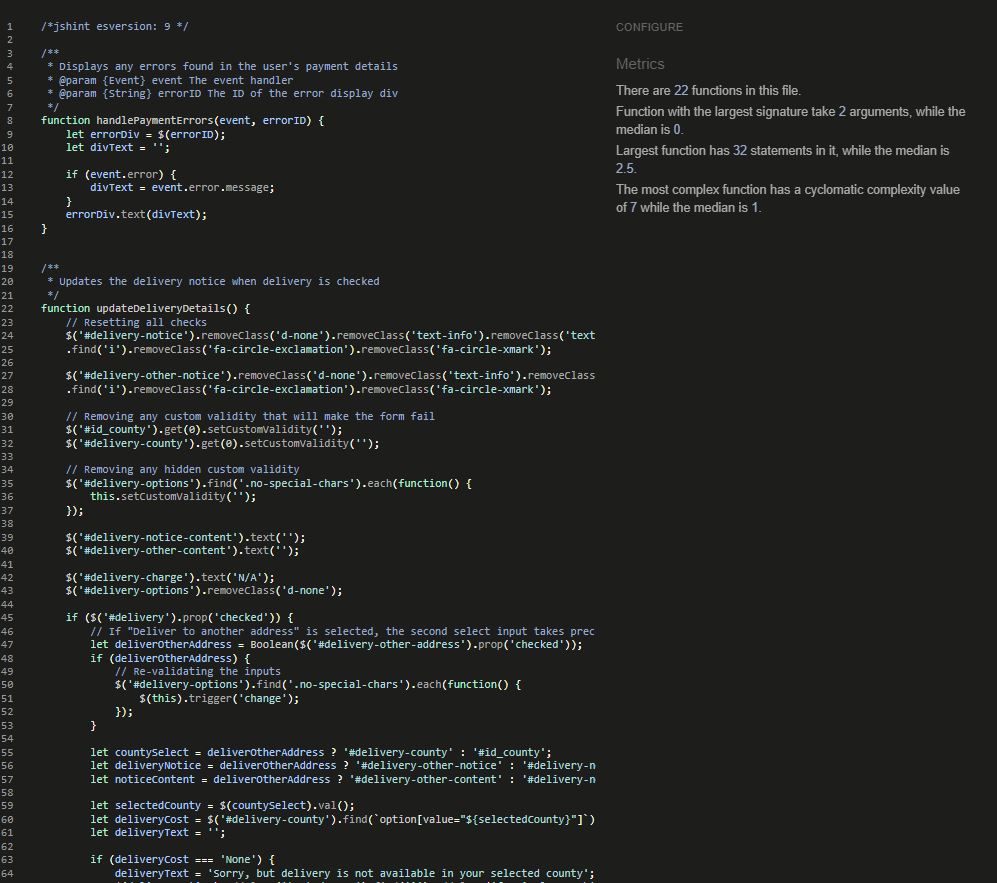 1 /*jshint esversion: 9 */
2
3 /**
4 * Displays any errors found in the user's payment details
5 * @param {Event} event The event handler
6 * @param {String} errorID The ID of the error display div
7 */
8 function handlePaymentErrors(event, errorID) {
9 let errorDiv = $(errorID);
10 let divText = '';
11
12 if (event.error) {
13 divText = event.error.message;
14 }
15 errorDiv.text(divText);
16 }
17
18
19 /**
20 * Updates the delivery notice when delivery is checked
21 */
22 function updateDeliveryDetails() {
23 // Resetting all checks
24 $('#delivery-notice').removeClass('d-none').removeClass('text-info').removeClass('text
25 .find('i').removeClass('fa-circle-exclamation').removeClass('fa-circle-xmark');
26
27 $('#delivery-other-notice').removeClass('d-none').removeClass('text-info').removeClass
28 .find('i').removeClass('fa-circle-exclamation').removeClass('fa-circle-xmark');
29
30 // Removing any custom validity that will make the form fail
31 $('#id_county').get(0).setCustomValidity('');
32 $('#delivery-county').get(0).setCustomValidity('');
33
34 // Removing any hidden custom validity
35 $('#delivery-options').find('.no-special-chars').each(function() {
36 this.setCustomValidity('');
37 });
38
39 $('#delivery-notice-content').text('');
40 $('#delivery-other-content').text('');
41
42 $('#delivery-charge').text('N/A');
43 $('#delivery-options').removeClass('d-none');
44
45 if ($('#delivery').prop('checked')) {
46 // If "Deliver to another address" is selected, the second select input takes prec
47 let deliverOtherAddress = Boolean($('#delivery-other-address').prop('checked'));
48 if (deliverOtherAddress) {
49 // Re-validating the inputs
50 $('#delivery-options').find('.no-special-chars').each(function() {
51 $(this).trigger('change');
52 });
53 }
54
55 let countySelect = deliverOtherAddress ? '#delivery-county' : '#id_county';
56 let deliveryNotice = deliverOtherAddress ? '#delivery-other-notice' : '#delivery-n
57 let noticeContent = deliverOtherAddress ? '#delivery-other-content' : '#delivery-n
58
59 let selectedCounty = $(countySelect).val();
60 let deliveryCost = $('#delivery-county').find(`option[value="${selectedCounty}"]`)
61 let deliveryText = '';
62
63 if (deliveryCost === 'None') {
64 deliveryText = 'Sorry, but delivery is not available in your selected county';
CONFIGURE
Metrics
There are 22 functions in this file.
Function with the largest signature take 2 arguments, while the
median is 0.
Largest function has 32 statements in it, while the median is
2.5.
The most complex function has a cyclomatic complexity value
of 7 while the median is 1.